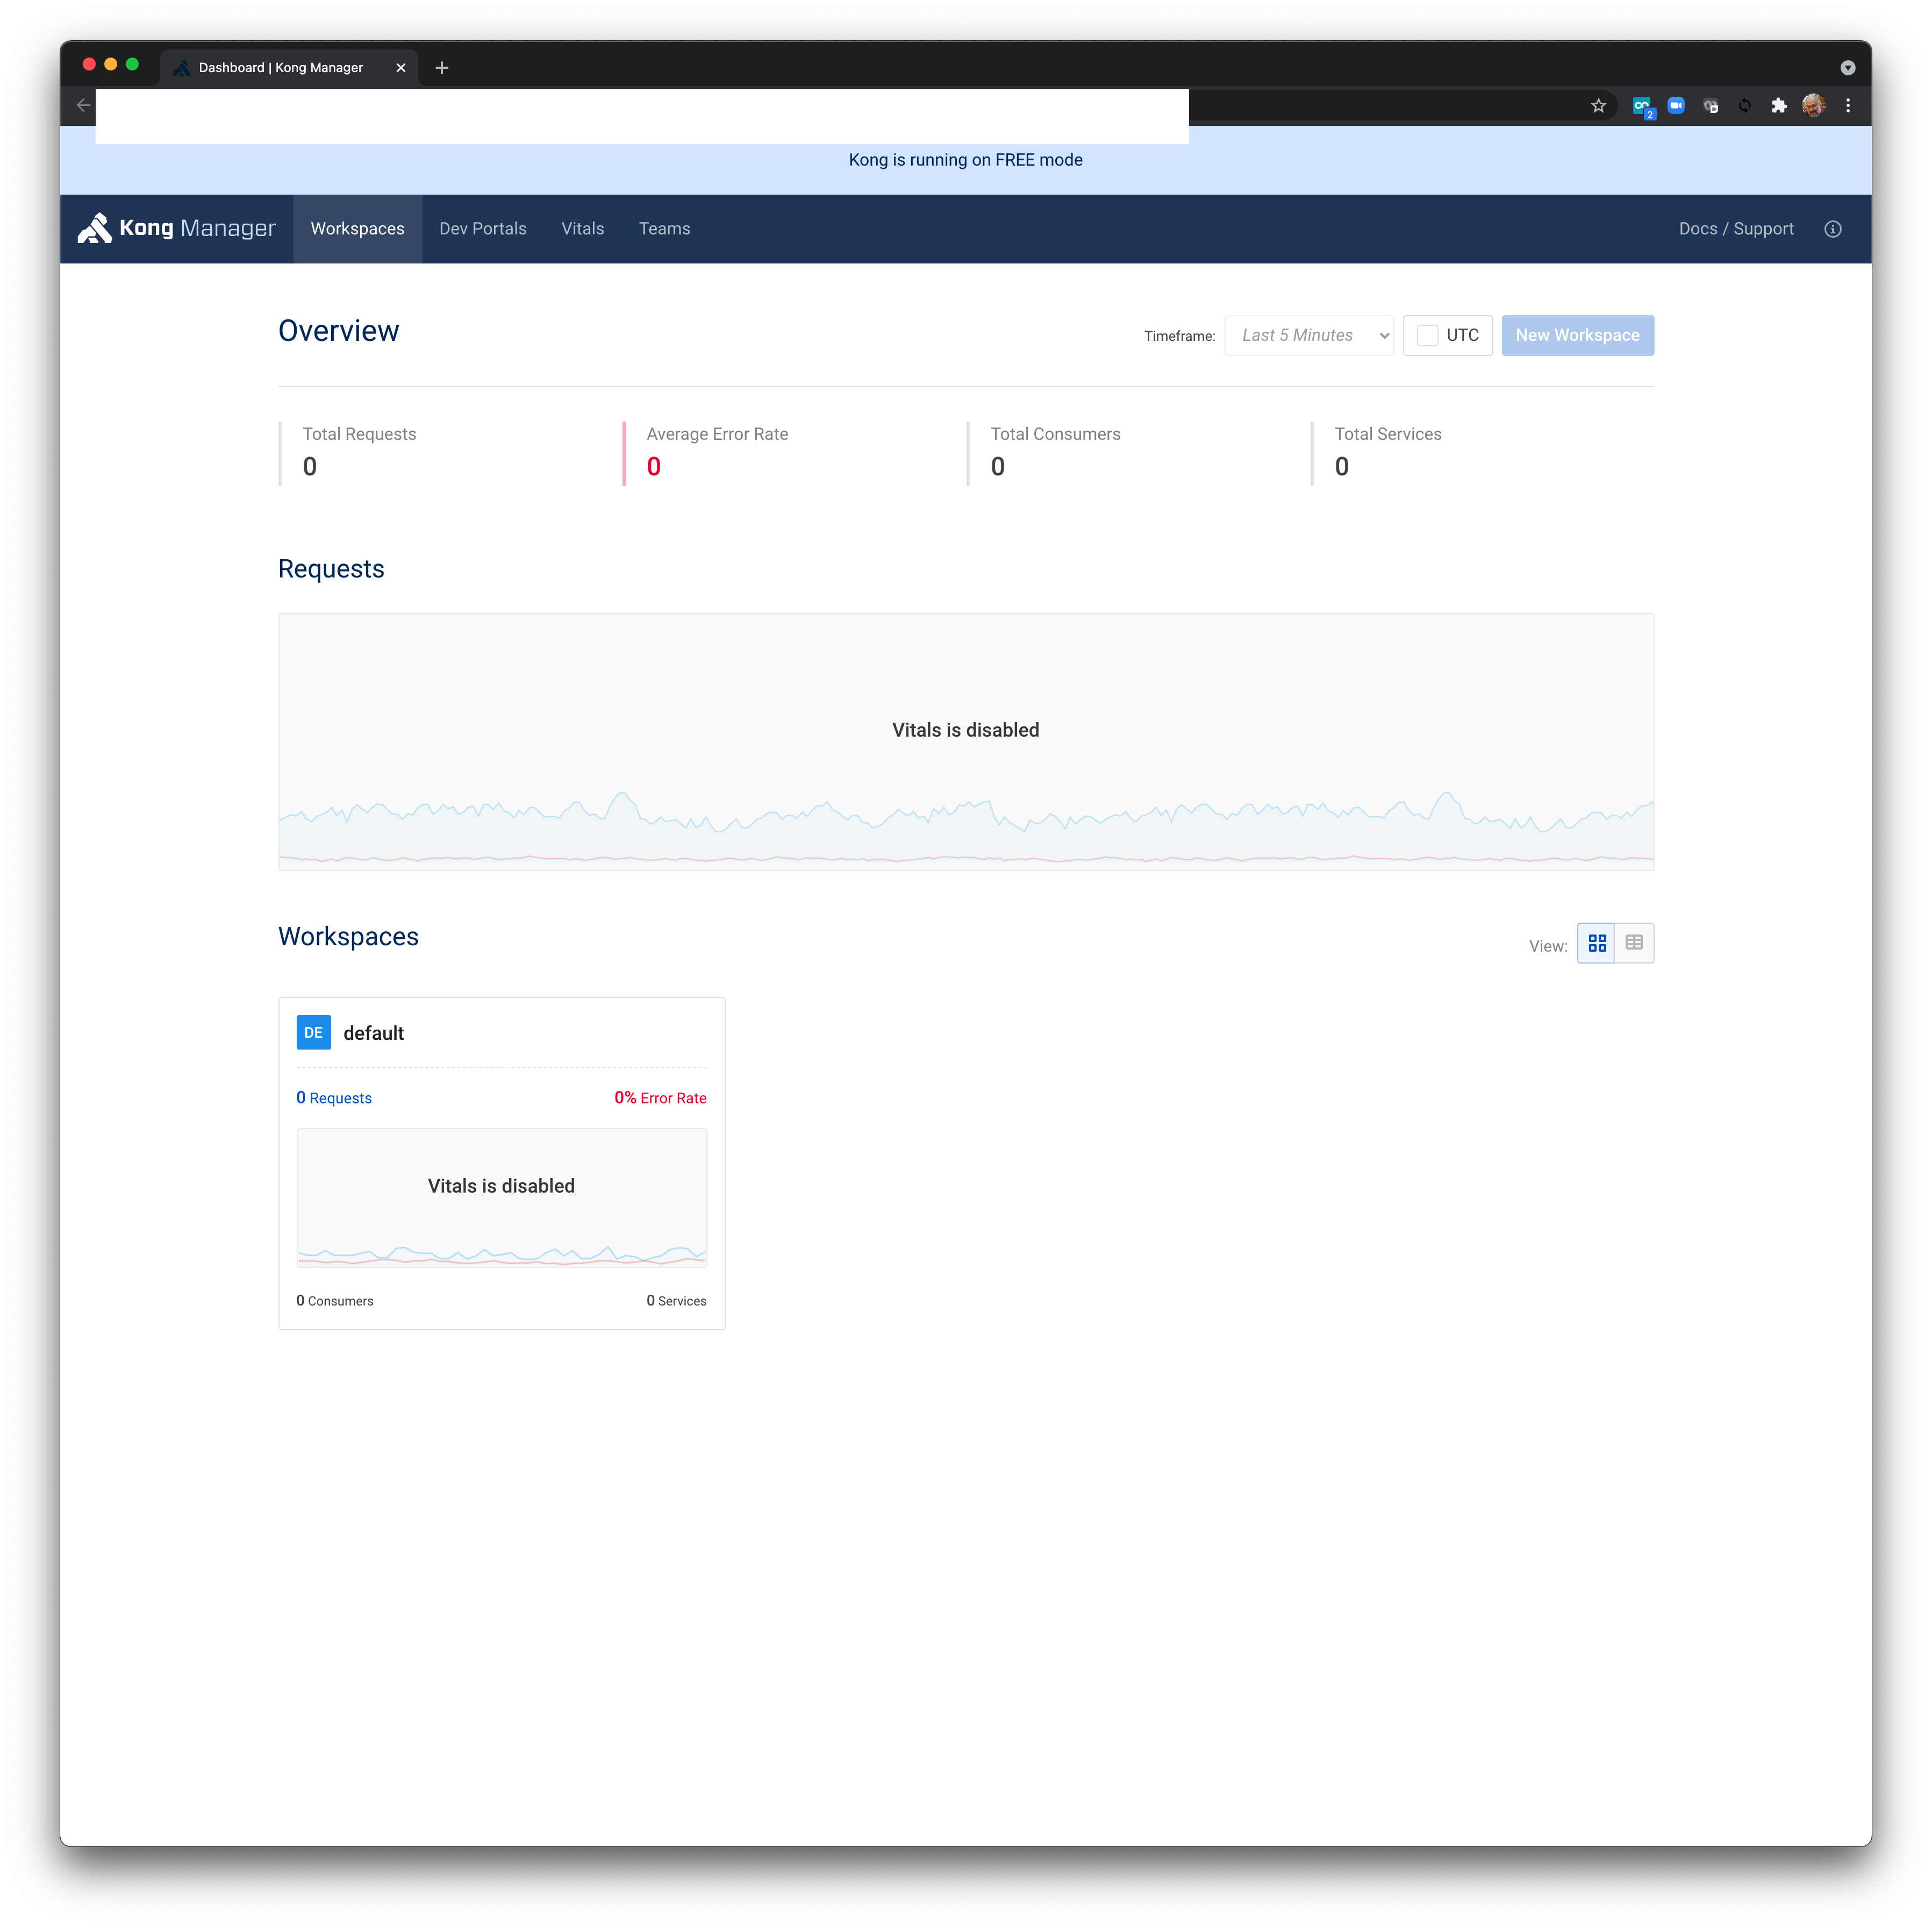 Dashboard | Kong Manager
2
Kong is running on FREE mode
Kong Manager Workspaces Dev Portals Vitals Teams Docs / Support
Overview Timeframe: Last 5 Minutes UTC New Workspace
Total Requests Average Error Rate Total Consumers Total Services
0 0 0 0
Requests
Vitals is disabled
Workspaces View:
DE default
0 Requests 0% Error Rate
Vitals is disabled
0 Consumers 0 Services